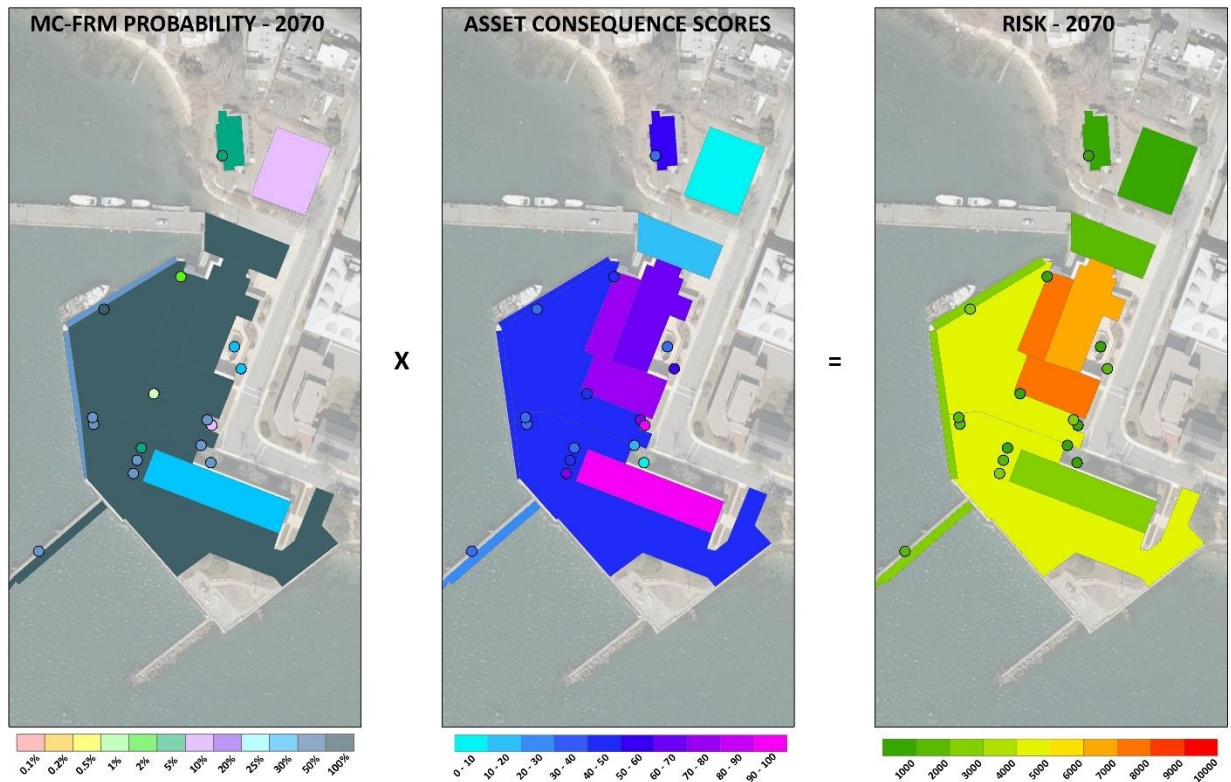 MC-FRM PROBABILITY - 2070
ASSET CONSEQUENCE SCORES
RISK - 2070
X
=
0.1% 0.2% 0.5% 1% 2% 5% 10% 20% 25% 30% 50% 100%
0 - 10 10 - 20 20 - 30 30 - 40 40 - 50 50 - 60 60 - 70 70 - 80 80 - 90 90 - 100
1000 2000 3000 4000 5000 6000 7000 8000 9000 10000